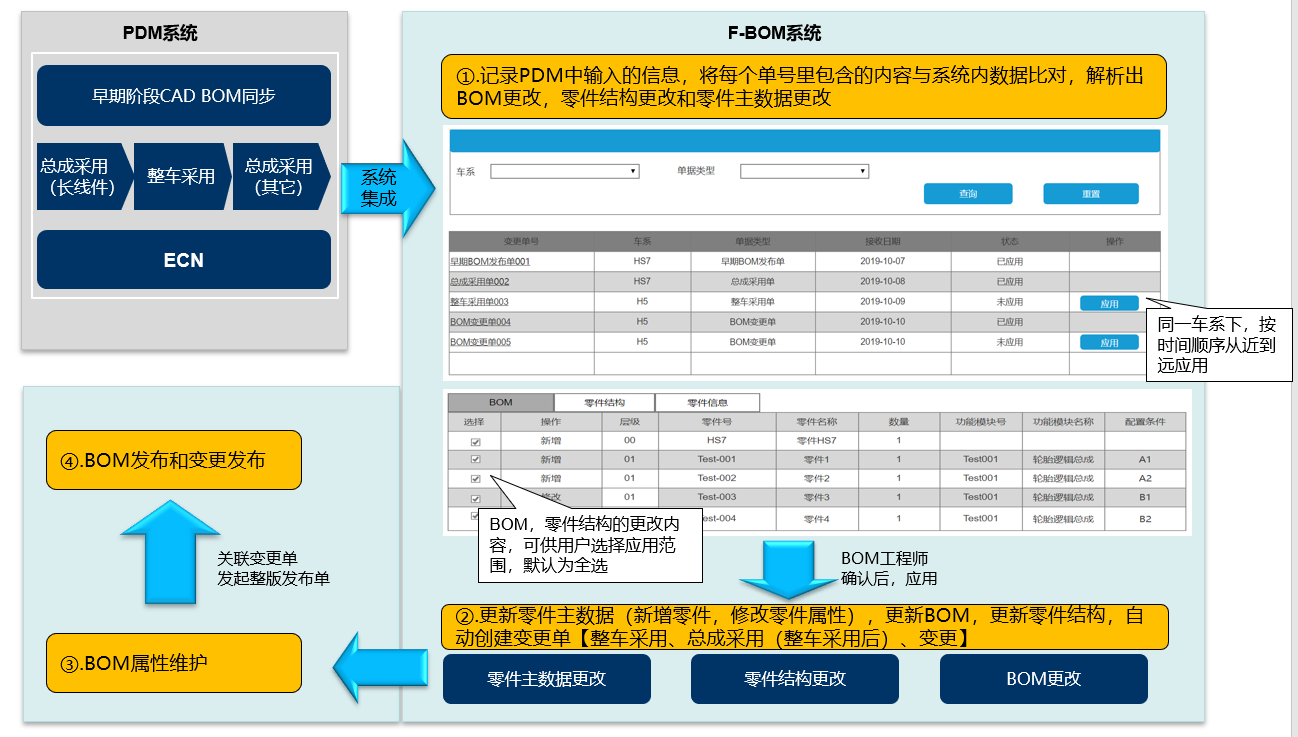 PDM系统
早期阶段CAD BOM同步
总成采用
（长线件）
整车采用
总成采用
（其它）
ECN
系统
集成
F-BOM系统
①.记录PDM中输入的信息，将每个单号里包含的内容与系统内数据比对，解析出
BOM更改，零件结构更改和零件主数据更改
车系 单据类型
查询 重置
变更单号 车系 单据类型 接收日期 状态 操作
早期BOM发布单001 HS7 早期BOM发布单 2019-10-07 已应用
总成采用单002 HS7 总成采用单 2019-10-08 已应用
整车采用单003 H5 整车采用单 2019-10-09 未应用 应用
BOM变更单004 H5 BOM变更单 2019-10-10 已应用
BOM变更单005 H5 BOM变更单 2019-10-10 未应用 应用
同一车系下，按
时间顺序从近到
远应用
BOM 零件结构 零件信息
选择 操作 层级 零件号 零件名称 数量 功能模块号 功能模块名称 配置条件
新增 00 HS7 零件HS7 1
新增 01 Test-001 零件1 1 Test001 轮胎逻辑总成 A1
新增 01 Test-002 零件2 1 Test001 轮胎逻辑总成 A2
修改 01 Test-003 零件3 1 Test001 轮胎逻辑总成 B1
est-004 零件4 1 Test001 轮胎逻辑总成 B2
BOM，零件结构的更改内
容，可供用户选择应用范
围，默认为全选
BOM工程师
确认后，应用
②.更新零件主数据（新增零件，修改零件属性），更新BOM，更新零件结构，自
动创建变更单【整车采用、总成采用（整车采用后）、变更】
零件主数据更改
零件结构更改
BOM更改
③.BOM属性维护
关联变更单
发起整版发布单
④.BOM发布和变更发布